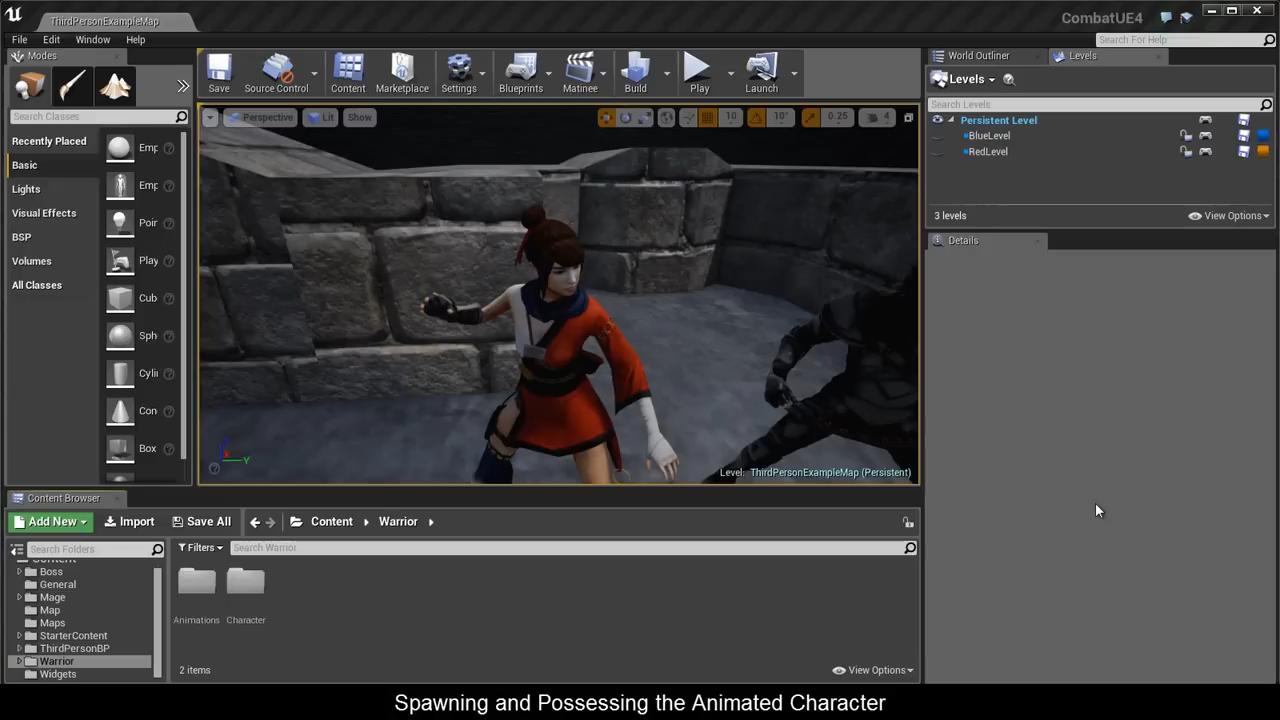 ThirdPersonExampleMap
CombatUE4
File Edit Window Help
Search For Help
Modes
Search Classes
Recently Placed
Basic
Lights
Visual Effects
BSP
Volumes
All Classes
Emp
Emp
Poin
Play
Cub
Sph
Cylin
Con
Box
Save Source Control Content Marketplace Settings Blueprints Matinee Build Play Launch
Perspective Lit Show 10 10° 0.25 4
Level: ThirdPersonExampleMap (Persistent)
World Outliner Levels
Levels
Search Levels
Persistent Level
BlueLevel
RedLevel
3 levels View Options
Details
Content Browser
Add New Import Save All Content Warrior
Search Folders
Filters Search Warrior
Content
Boss
General
Mage
Map
Maps
StarterContent
ThirdPersonBP
Warrior
Widgets
Animations Character
2 items View Options
Spawning and Possessing the Animated Character